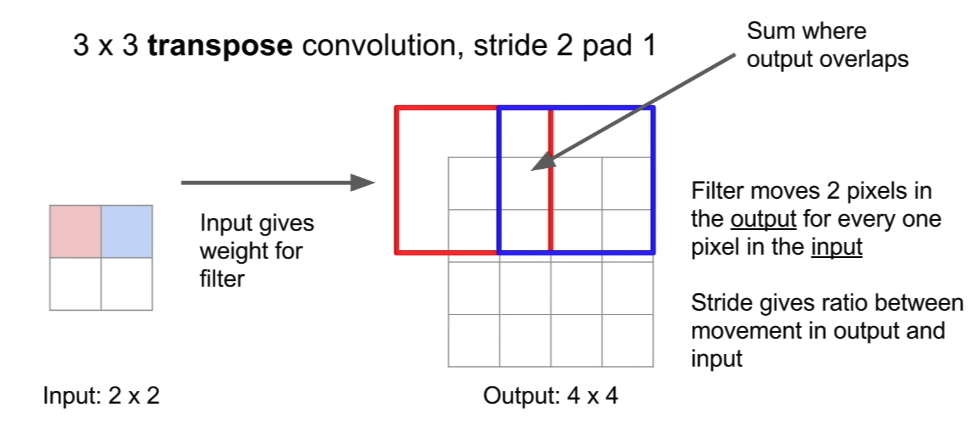 3 x 3 transpose convolution, stride 2 pad 1
Sum where
output overlaps
Input gives
weight for
filter
Filter moves 2 pixels in
the output for every one
pixel in the input
Stride gives ratio between
movement in output and
input
Input: 2 x 2
Output: 4 x 4